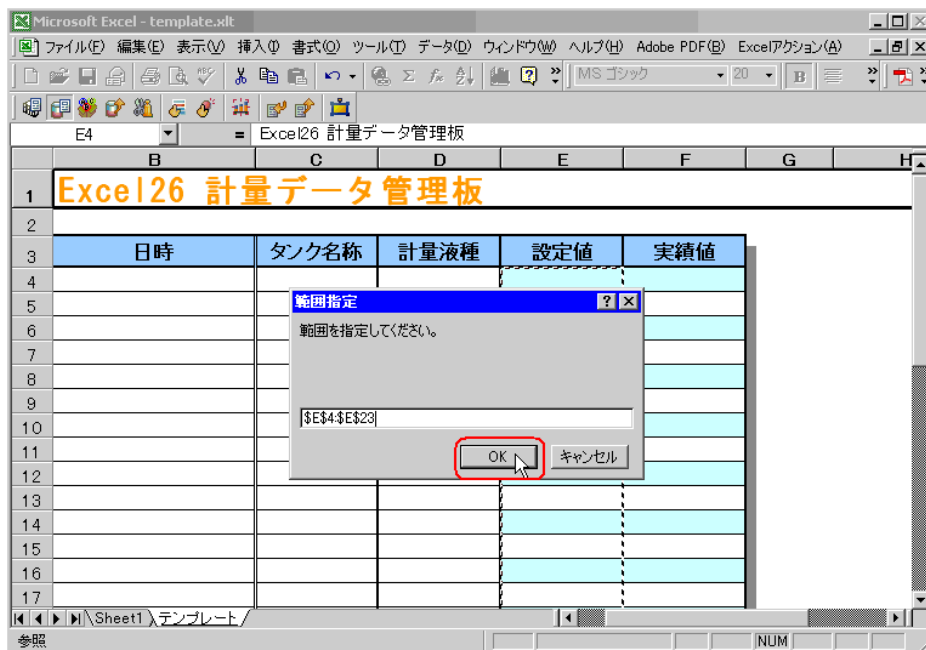 Microsoft Excel - template.xlt
ファイル(F) 編集(E) 表示(V) 挿入(I) 書式(O) ツール(T) データ(D) ウィンドウ(W) ヘルプ(H) Adobe PDF(B) Excelアクション(A)
MS ゴシック 20 B
E4 = Excel26 計量データ管理板
B C D E F G H
1 Excel26 計量データ管理板
2
3 日時 タンク名称 計量液種 設定値 実績値
4
範囲指定
5
範囲を指定してください。
6
7
8
9
$E$4:$E$23
10
11
OK キャンセル
12
13
14
15
16
17
Sheet1 テンプレート
参照 NUM